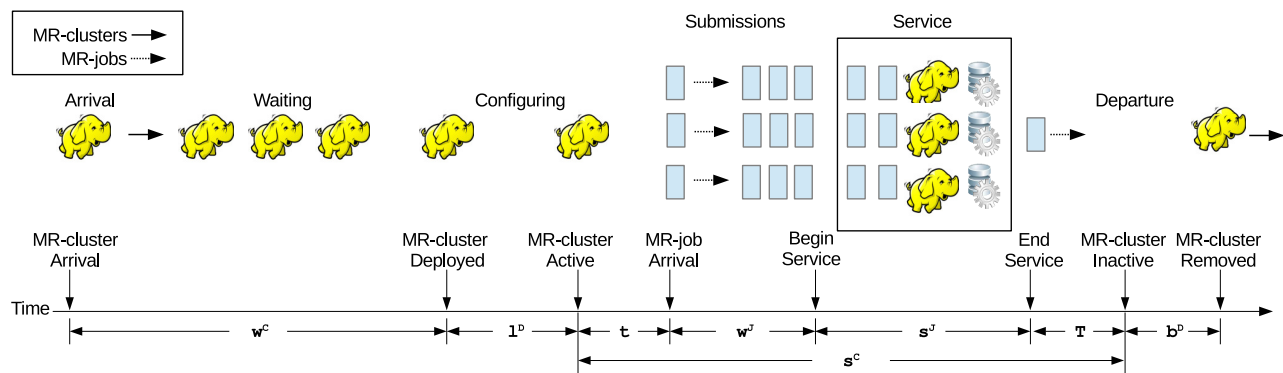 MR-clusters
MR-jobs
Submissions
Service
Arrival
Waiting
Configuring
Departure
MR-cluster
Arrival
MR-cluster
Deployed
MR-cluster
Active
MR-job
Arrival
Begin
Service
End
Service
MR-cluster
Inactive
MR-cluster
Removed
Time
w^C
l^D
t
w^J
s^J
T
b^D
s^C